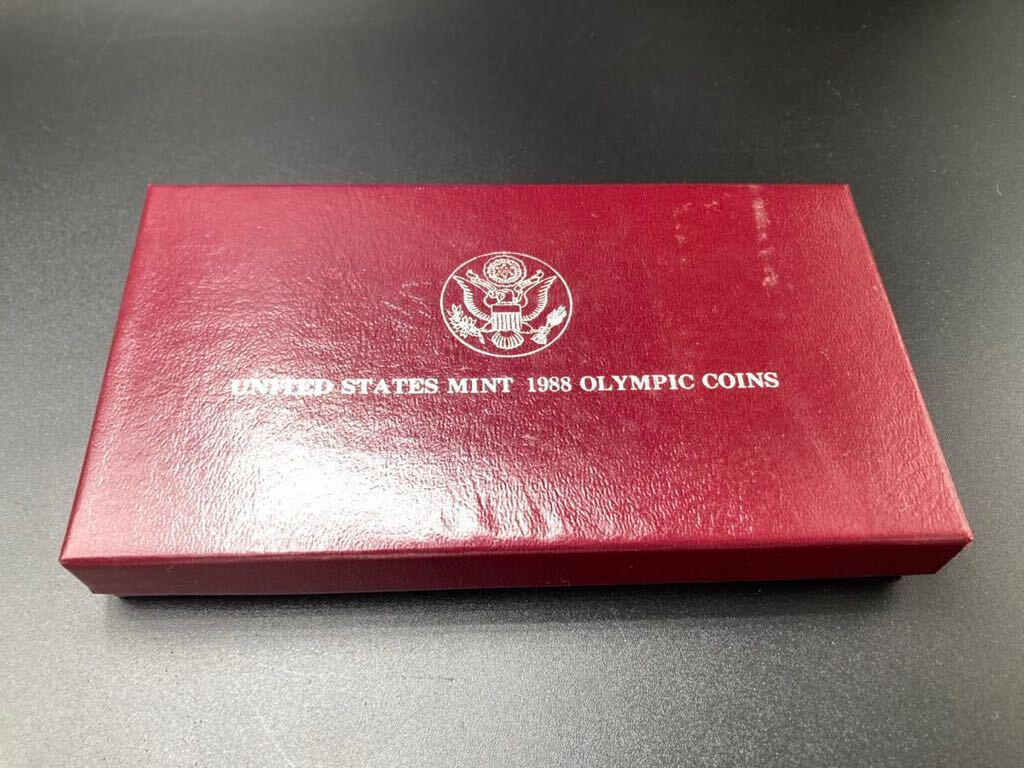 UNITED STATES MINT 1988 OLYMPIC COINS